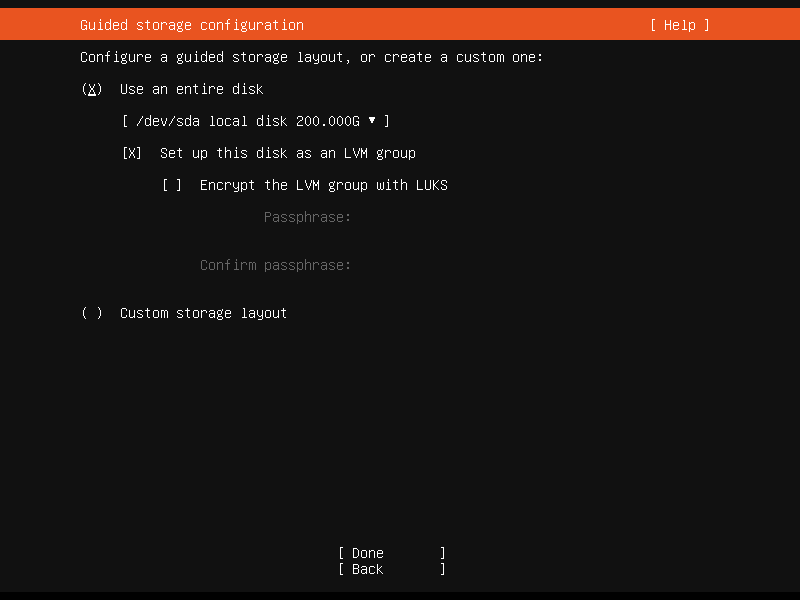 Guided storage configuration [ Help ]
Configure a guided storage layout, or create a custom one:
(X) Use an entire disk
[ /dev/sda local disk 200.000G ▾ ]
[X] Set up this disk as an LVM group
[ ] Encrypt the LVM group with LUKS
Passphrase:
Confirm passphrase:
( ) Custom storage layout
[ Done ]
[ Back ]